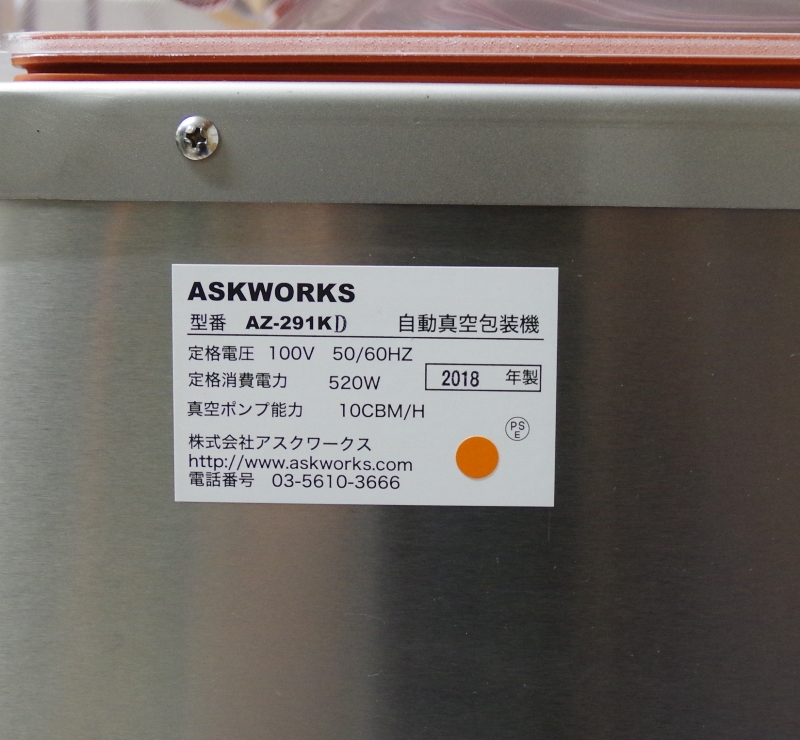 ASKWORKS
型番 AZ-291KD 自動真空包装機
定格電圧 100V 50/60HZ
定格消費電力 520W 2018 年製
真空ポンプ能力 10CBM/H
PS
E
株式会社アスクワークス
http://www.askworks.com
電話番号 03-5610-3666